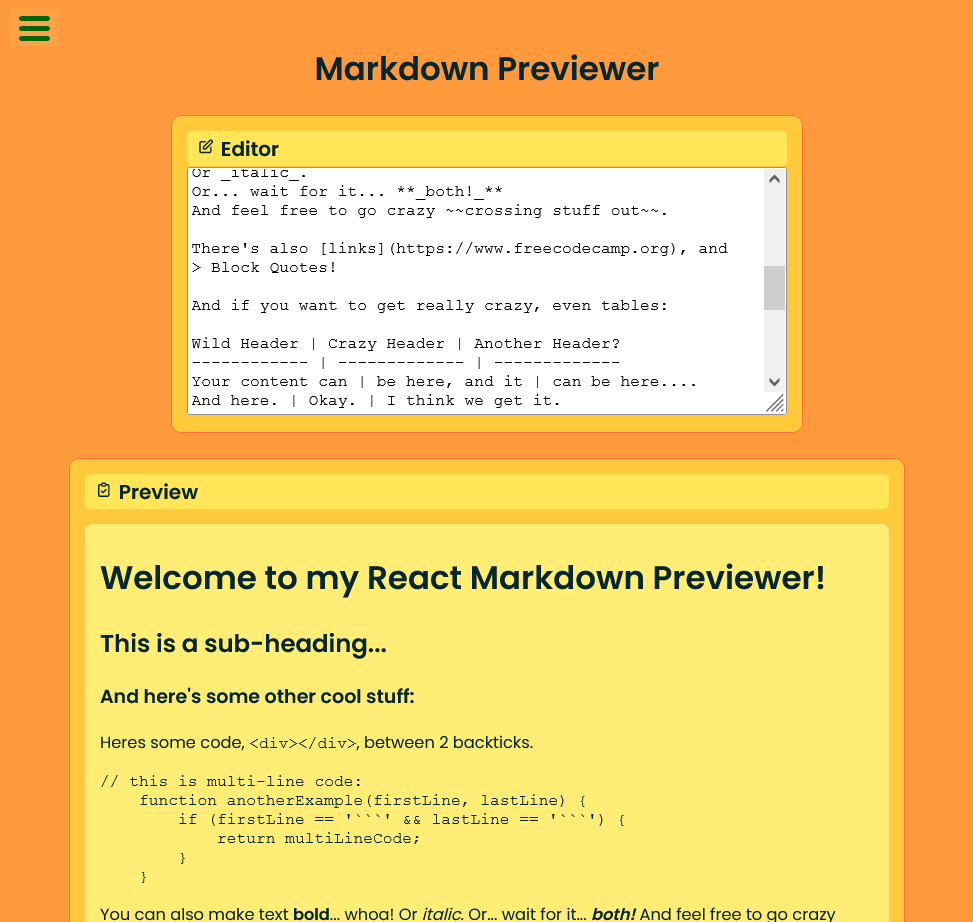 Markdown Previewer
Editor
Or _italic_.
Or... wait for it... **_both!_**
And feel free to go crazy ~~crossing stuff out~~.
There's also [links](https://www.freecodecamp.org), and
> Block Quotes!
And if you want to get really crazy, even tables:
Wild Header | Crazy Header | Another Header?
------------ | ------------- | -------------
Your content can | be here, and it | can be here....
And here. | Okay. | I think we get it.
Preview
Welcome to my React Markdown Previewer!
This is a sub-heading...
And here's some other cool stuff:
Heres some code, <div></div>, between 2 backticks.
// this is multi-line code:
    function anotherExample(firstLine, lastLine) {
        if (firstLine == '```' && lastLine == '```') {
            return multiLineCode;
        }
    }
You can also make text bold... whoa! Or italic. Or... wait for it... both! And feel free to go crazy